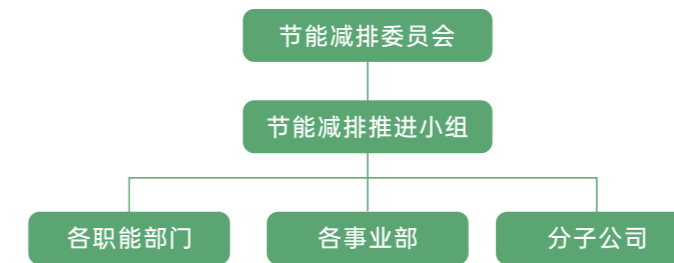 节能减排委员会
节能减排推进小组
各职能部门
各事业部
分子公司